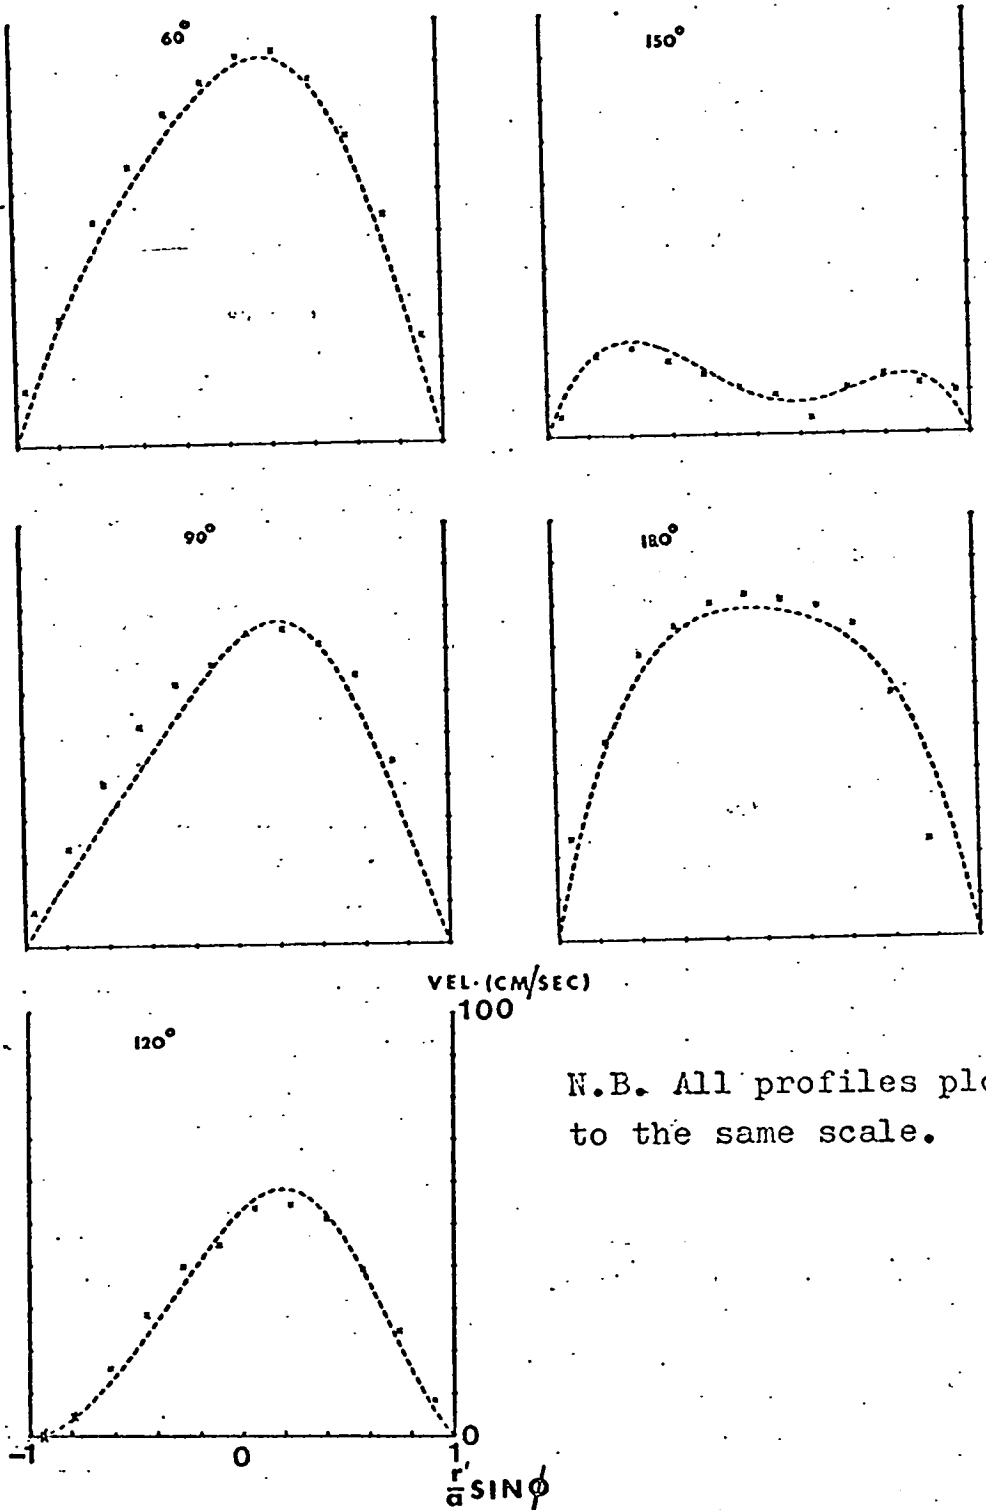 60°
150°
90°
180°
VEL. (CM/SEC)
100
120°
N.B. All profiles plo
to the same scale.
0
-1
0
1
r'/a SIN ϕ